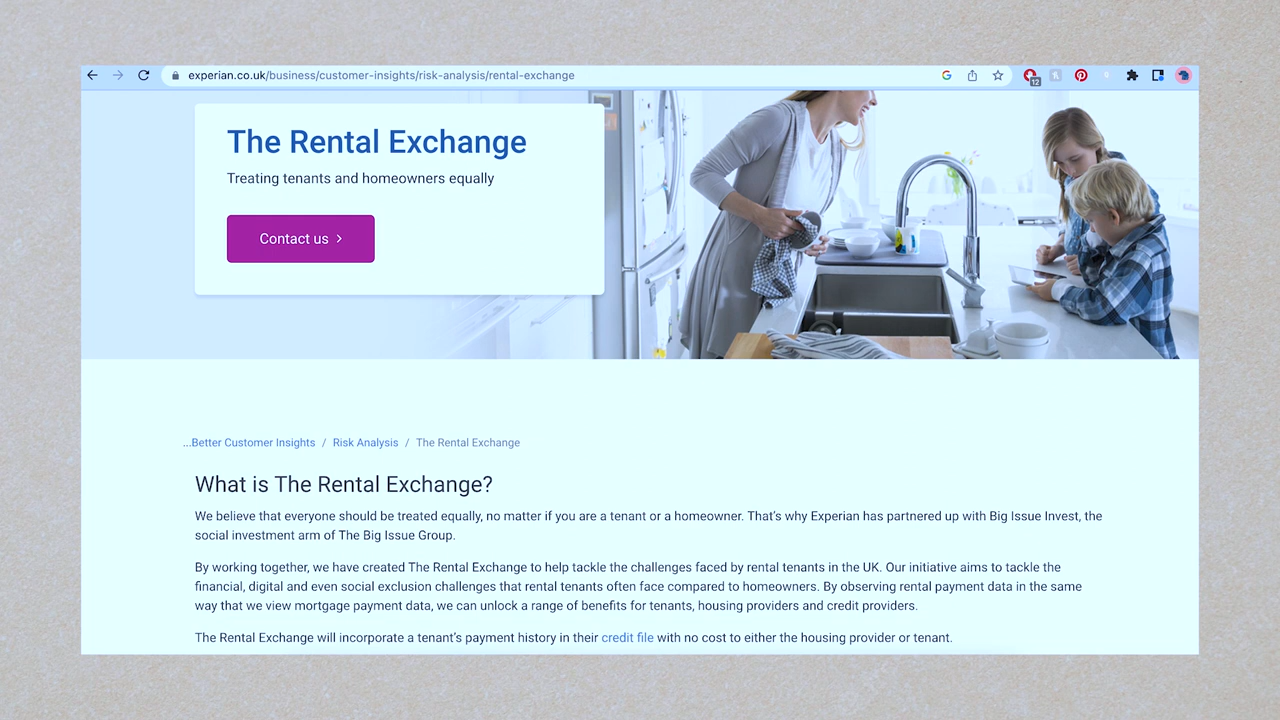 experian.co.uk/business/customer-insights/risk-analysis/rental-exchange
12
The Rental Exchange
Treating tenants and homeowners equally
Contact us
...Better Customer Insights / Risk Analysis / The Rental Exchange
What is The Rental Exchange?
We believe that everyone should be treated equally, no matter if you are a tenant or a homeowner. That's why Experian has partnered up with Big Issue Invest, the
social investment arm of The Big Issue Group.
By working together, we have created The Rental Exchange to help tackle the challenges faced by rental tenants in the UK. Our initiative aims to tackle the
financial, digital and even social exclusion challenges that rental tenants often face compared to homeowners. By observing rental payment data in the same
way that we view mortgage payment data, we can unlock a range of benefits for tenants, housing providers and credit providers.
The Rental Exchange will incorporate a tenant's payment history in their credit file with no cost to either the housing provider or tenant.